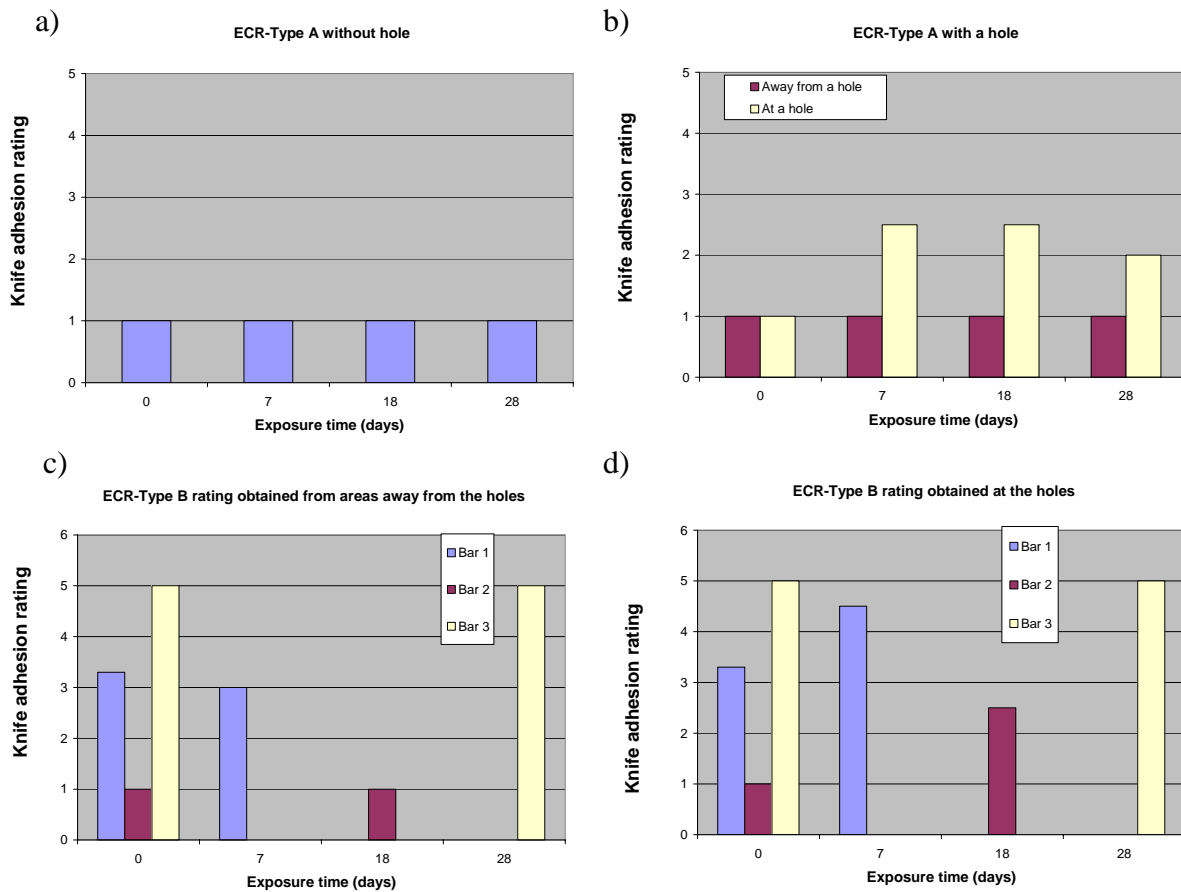 a)
ECR-Type A without hole
Knife adhesion rating
5
4
3
2
1
0
0 7 18 28
Exposure time (days)
b)
ECR-Type A with a hole
Knife adhesion rating
Away from a hole
At a hole
5
4
3
2
1
0
0 7 18 28
Exposure time (days)
c)
ECR-Type B rating obtained from areas away from the holes
Knife adhesion rating
Bar 1
Bar 2
Bar 3
6
5
4
3
2
1
0
0 7 18 28
Exposure time (days)
d)
ECR-Type B rating obtained at the holes
Knife adhesion rating
Bar 1
Bar 2
Bar 3
6
5
4
3
2
1
0
0 7 18 28
Exposure time (days)